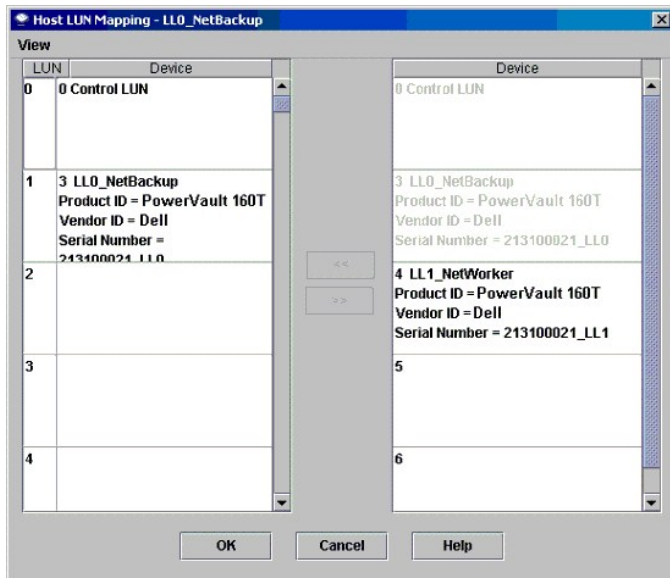 Host LUN Mapping - LL0_NetBackup
View
LUN Device
0 0 Control LUN
1 3 LL0_NetBackup
Product ID = PowerVault 160T
Vendor ID = Dell
Serial Number =
213100021_LL0
2
3
4
<<
>>
Device
0 Control LUN
3 LL0_NetBackup
Product ID = PowerVault 160T
Vendor ID = Dell
Serial Number = 213100021_LL0
4 LL1_NetWorker
Product ID = PowerVault 160T
Vendor ID = Dell
Serial Number = 213100021_LL1
5
6
OK Cancel Help